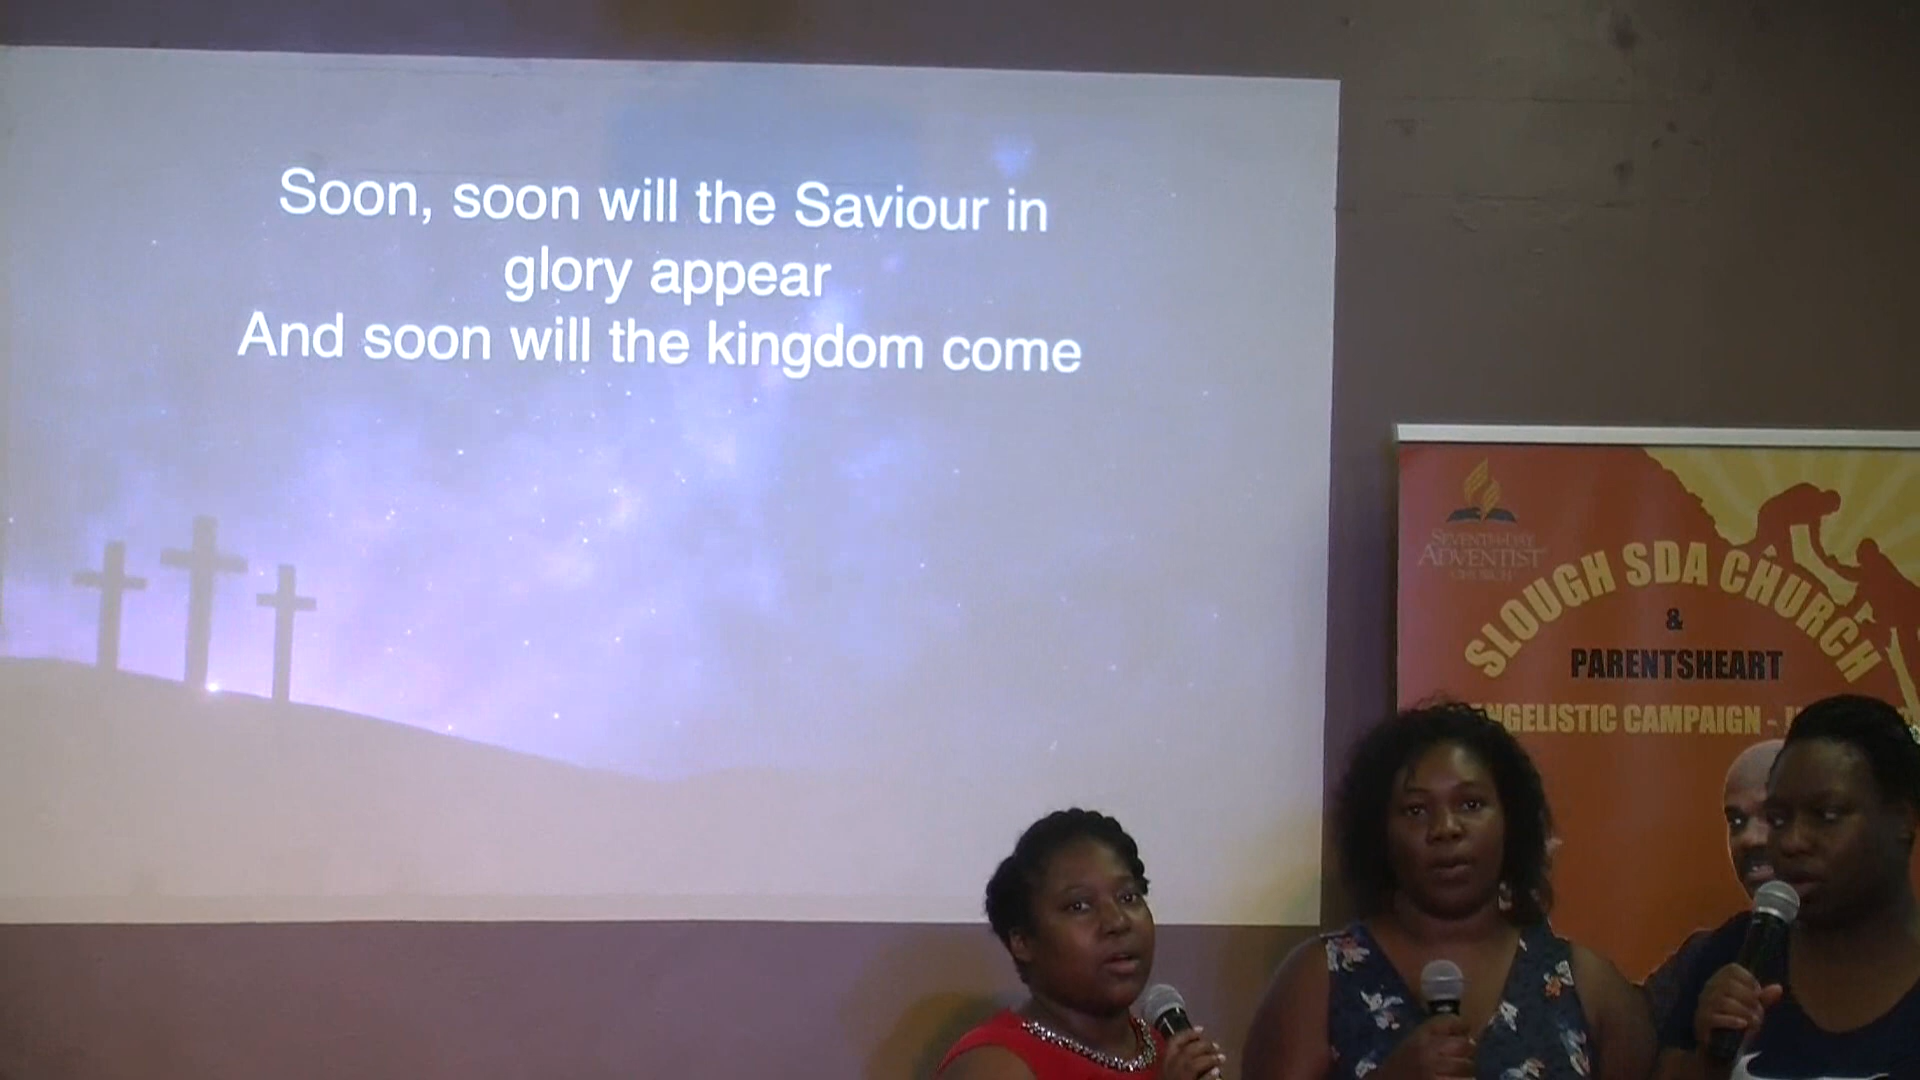 Soon, soon will the Saviour in
glory appear
And soon will the kingdom come
SEVENTH-DAY
ADVENTIST
CHURCH
SLOUGH SDA CHURCH
&
PARENTSHEART
CAMPAIGN -